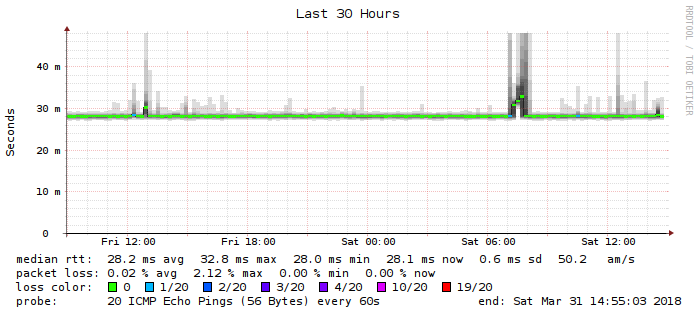 Last 30 Hours
RRDTOOL / TOBI OETIKER
Seconds
40 m
30 m
20 m
10 m
0
Fri 12:00 Fri 18:00 Sat 00:00 Sat 06:00 Sat 12:00
median rtt: 28.2 ms avg 32.8 ms max 28.0 ms min 28.1 ms now 0.6 ms sd 50.2 am/s
packet loss: 0.02 % avg 2.12 % max 0.00 % min 0.00 % now
loss color: 0 1/20 2/20 3/20 4/20 10/20 19/20
probe: 20 ICMP Echo Pings (56 Bytes) every 60s end: Sat Mar 31 14:55:03 2018